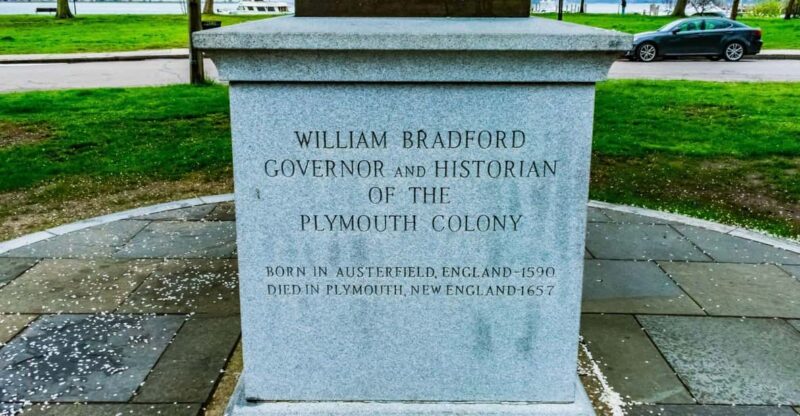 WILLIAM BRADFORD
GOVERNOR AND HISTORIAN
OF THE
PLYMOUTH COLONY
BORN IN AUSTERFIELD, ENGLAND-1590
DIED IN PLYMOUTH, NEW ENGLAND 1657